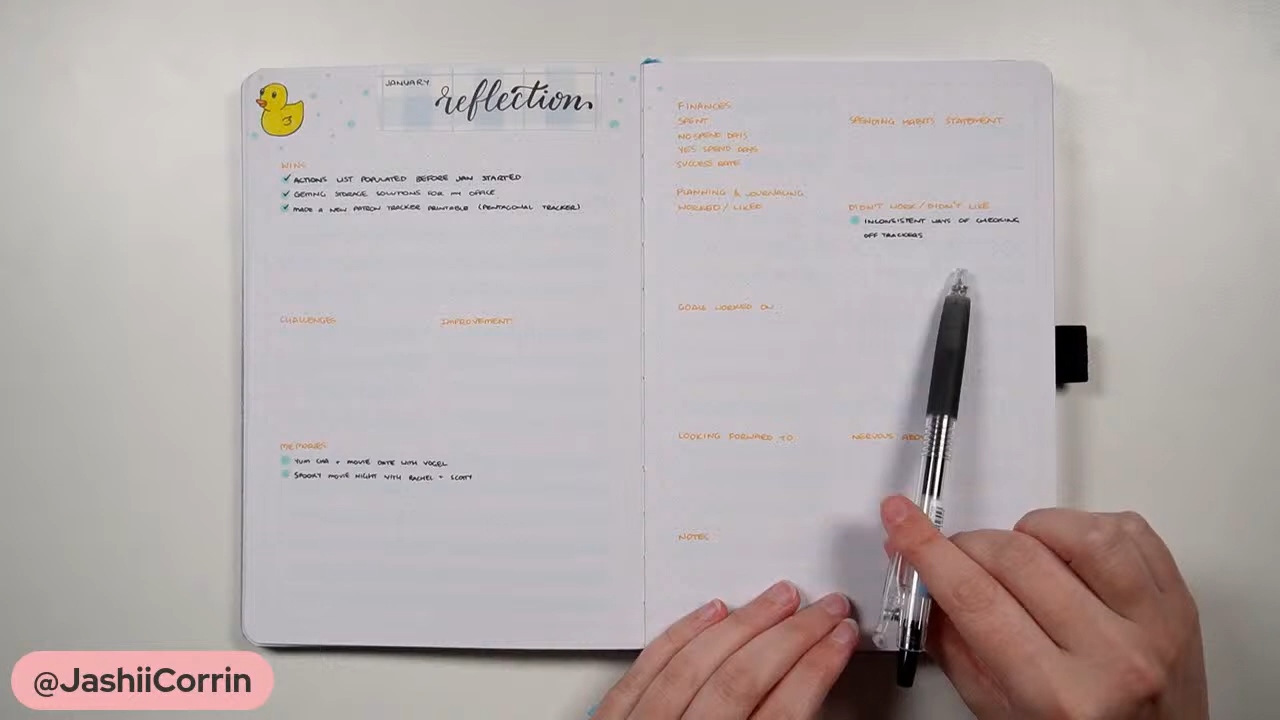 JANUARY
reflection
WINS
ACTIONS LIST POPULATED BEFORE JAN STARTED
GETTING STORAGE SOLUTIONS FOR MY OFFICE
MADE A NEW PATRON TRACKER PRINTABLE (PENTAGONAL TRACKER)
CHALLENGES
IMPROVEMENT
MEMORIES
YUM CHA + MOVIE DATE WITH VOGEL
SPOOKY MOVIE NIGHT WITH RACHEL + SCOTTY
FINANCES
SPENT
NO SPEND DAYS
YES SPEND DAYS
SUCCESS RATE
SPENDING HABITS STATEMENT
PLANNING & JOURNALING
WORKED/LIKED
DIDN'T WORK/DIDN'T LIKE
INCONSISTENT WAYS OF CHECKING
OFF TRACKERS
GOALS WORKED ON
LOOKING FORWARD TO
NERVOUS
NOTES
@JashiiCorrin